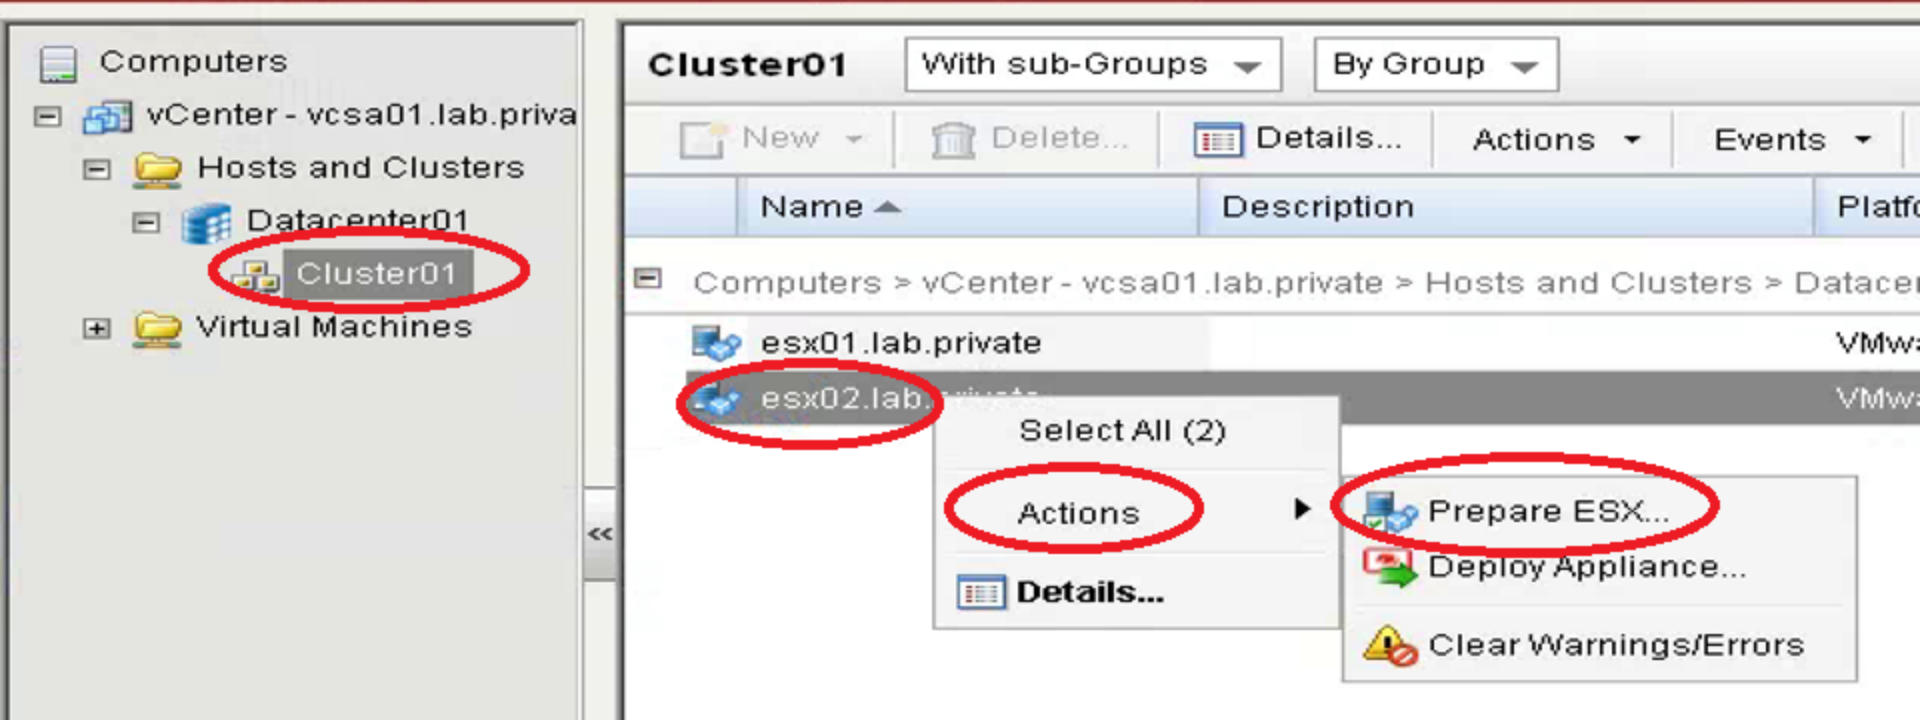 Computers
vCenter - vcsa01.lab.priva
Hosts and Clusters
Datacenter01
Cluster01
Virtual Machines
Cluster01 With sub-Groups By Group
New Delete... Details... Actions Events
Name Description Platfo
Computers > vCenter - vcsa01.lab.private > Hosts and Clusters > Datacen
esx01.lab.private VMwa
esx02.lab.private VMwa
Select All (2)
Actions
Details...
Prepare ESX...
Deploy Appliance...
Clear Warnings/Errors
<<